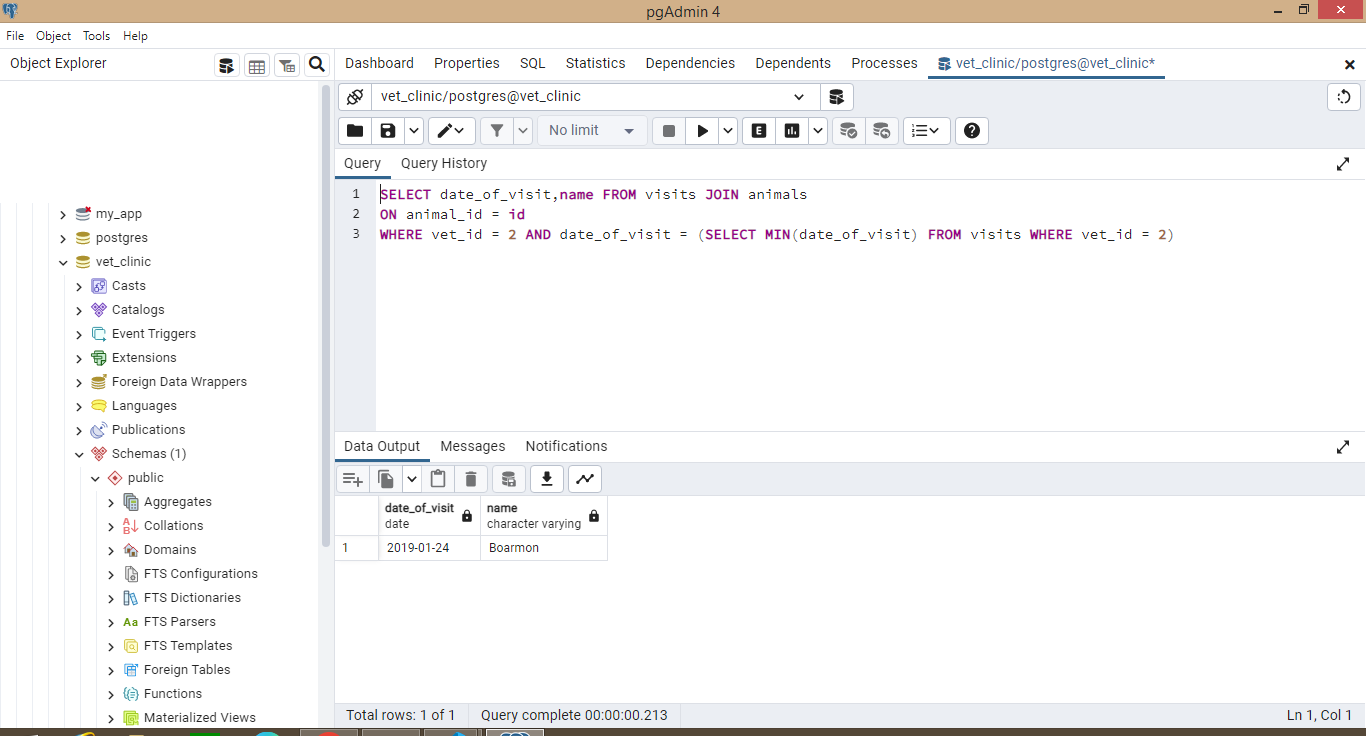 pgAdmin 4
File Object Tools Help
Object Explorer
Dashboard Properties SQL Statistics Dependencies Dependents Processes vet_clinic/postgres@vet_clinic*
vet_clinic/postgres@vet_clinic
No limit
E
Query Query History
1 SELECT date_of_visit,name FROM visits JOIN animals
2 ON animal_id = id
3 WHERE vet_id = 2 AND date_of_visit = (SELECT MIN(date_of_visit) FROM visits WHERE vet_id = 2)
my_app
postgres
vet_clinic
Casts
Catalogs
Event Triggers
Extensions
Foreign Data Wrappers
Languages
Publications
Schemas (1)
public
Aggregates
Collations
Domains
FTS Configurations
FTS Dictionaries
Aa FTS Parsers
FTS Templates
Foreign Tables
Functions
Materialized Views
Data Output Messages Notifications
date_of_visit name
date character varying
1 2019-01-24 Boarmon
Total rows: 1 of 1 Query complete 00:00:00.213 Ln 1, Col 1